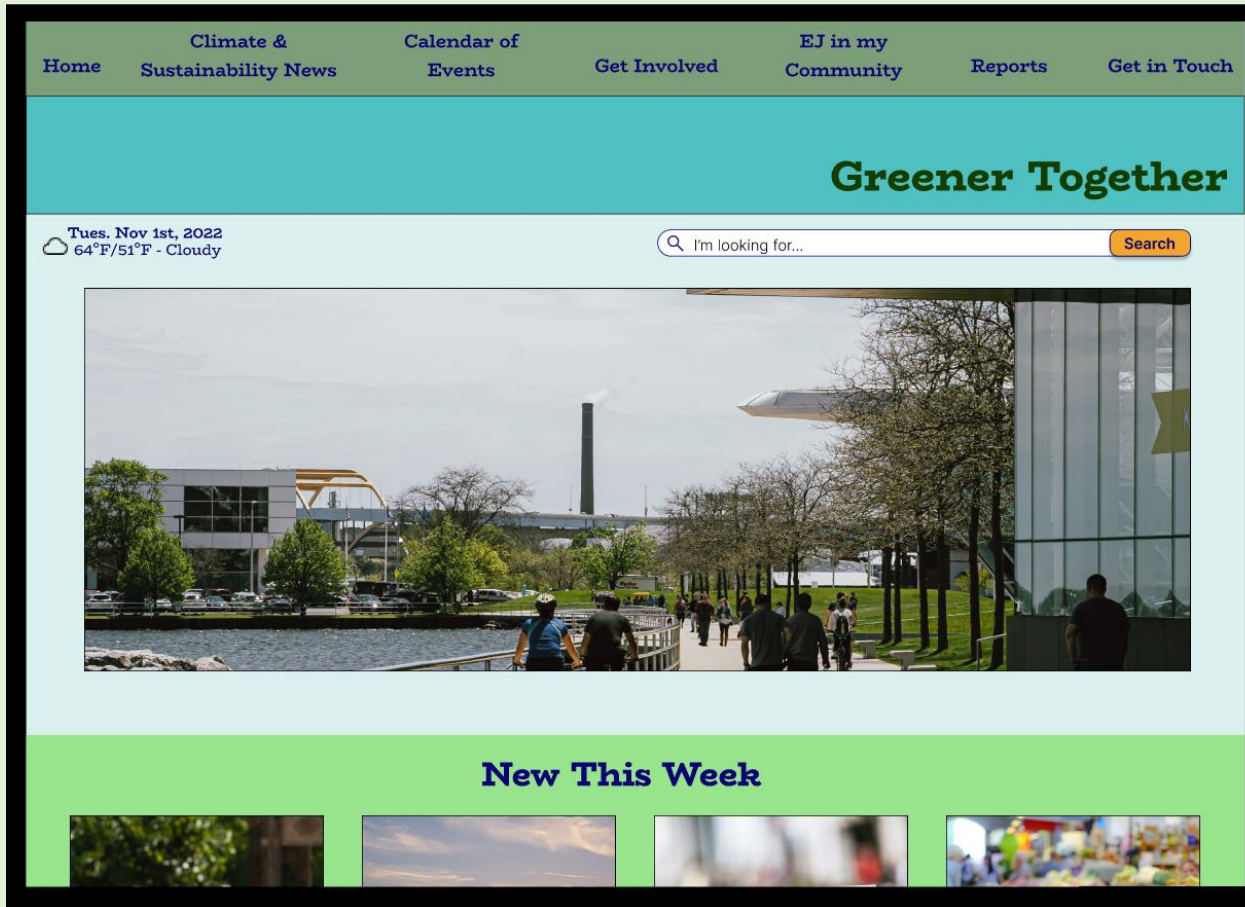 Home
Climate &
Sustainability News
Calendar of
Events
Get Involved
EJ in my
Community
Reports
Get in Touch
Greener Together
Tues. Nov 1st, 2022
64°F/51°F - Cloudy
I'm looking for...
Search
New This Week